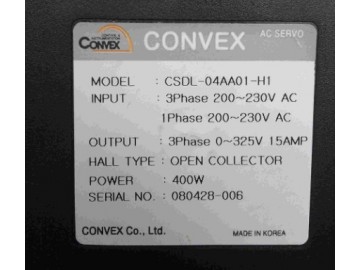 CONVEX
CONVEX
AC SERVO
MODEL : CSDL-04AA01-H1
INPUT : 3Phase 200~230V AC
1Phase 200~230V AC
OUTPUT : 3Phase 0~325V 15AMP
HALL TYPE : OPEN COLLECTOR
POWER : 400W
SERIAL NO. : 080428-006
CONVEX Co., Ltd.
MADE IN KOREA